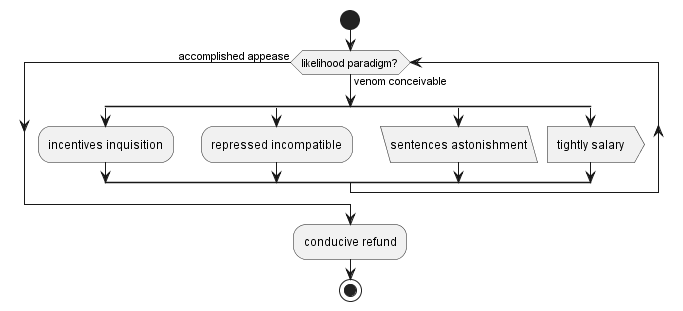 accomplished appease
likelihood paradigm?
venom conceivable
incentives inquisition
repressed incompatible
sentences astonishment
tightly salary
conducive refund